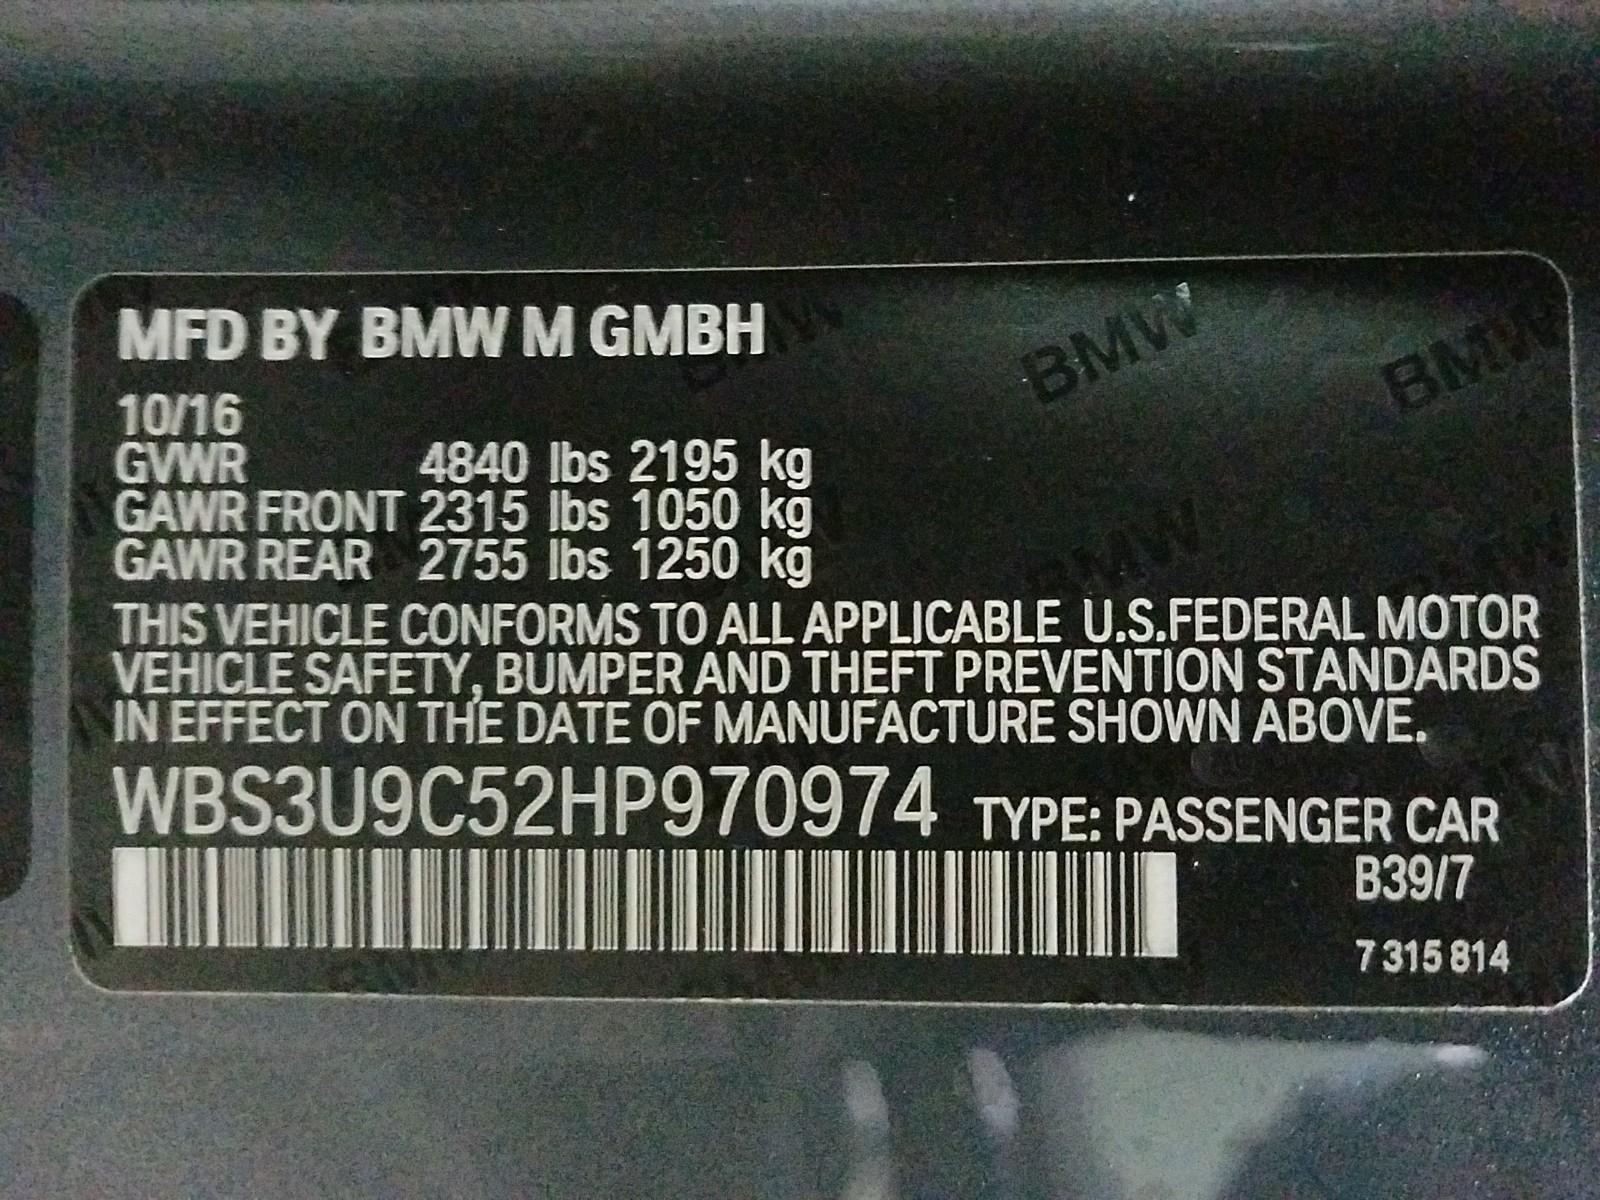 MFD BY BMW M GMBH
10/16
GVWR 4840 lbs 2195 kg
GAWR FRONT 2315 lbs 1050 kg
GAWR REAR 2755 lbs 1250 kg
THIS VEHICLE CONFORMS TO ALL APPLICABLE U.S.FEDERAL MOTOR
VEHICLE SAFETY, BUMPER AND THEFT PREVENTION STANDARDS
IN EFFECT ON THE DATE OF MANUFACTURE SHOWN ABOVE.
WBS3U9C52HP970974 TYPE: PASSENGER CAR
B39/7
7 315 814